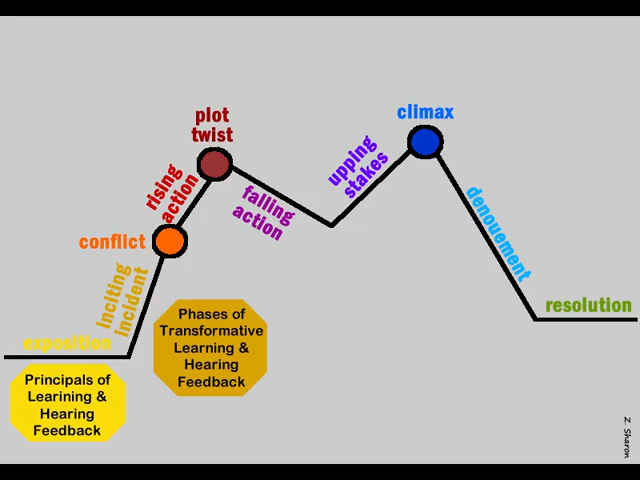 plot
twist
climax
rising
action
upping
stakes
falling
action
conflict
denouement
inciting
incident
exposition
resolution
Phases of
Transformative
Learning &
Hearing
Feedback
Principals of
Learining &
Hearing
Feedback
Z. Sharon